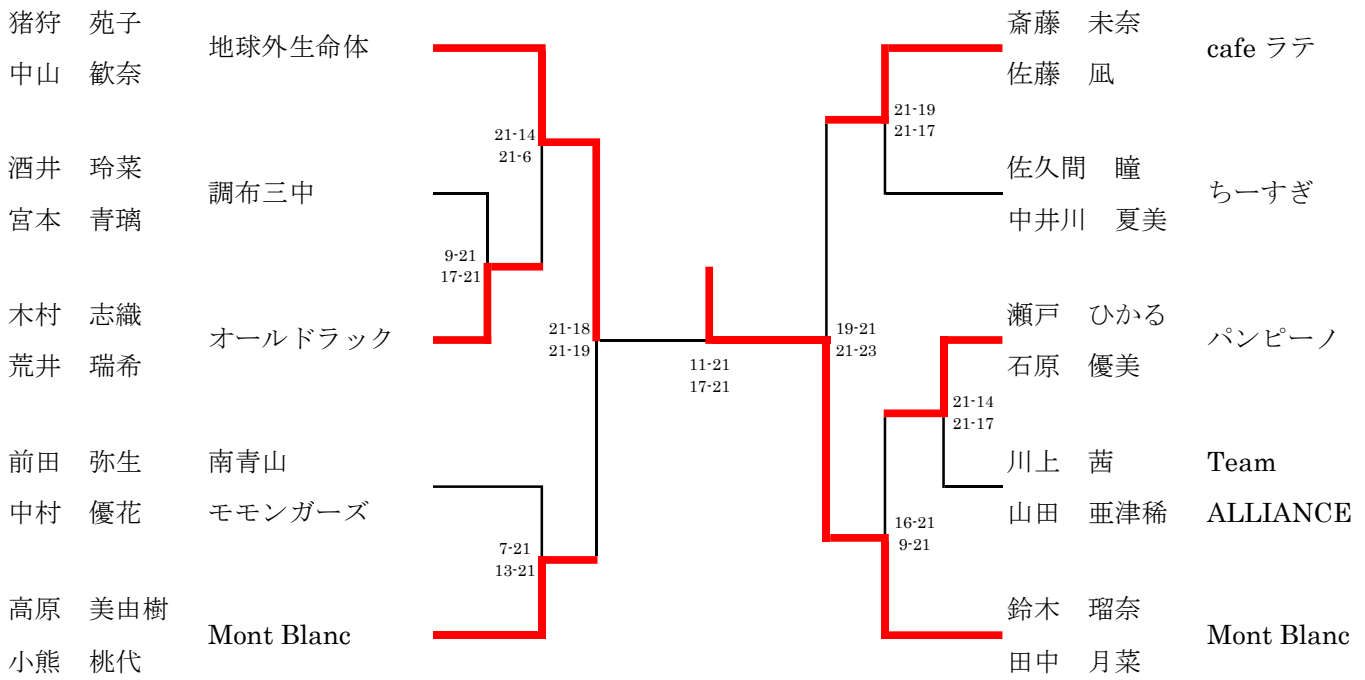 猪狩　苑子
地球外生命体
中山　歓奈
21-14
21-6
酒井　玲菜
調布三中
宮本　青璃
9-21
17-21
木村　志織
オールドラック
荒井　瑞希
21-18
21-19
前田　弥生　南青山
中村　優花　モモンガーズ
7-21
13-21
高原　美由樹
Mont Blanc
小熊　桃代
11-21
17-21
斎藤　未奈
cafe ラテ
佐藤　凪
21-19
21-17
佐久間　瞳
ちーすぎ
中井川　夏美
19-21
21-23
瀬戸　ひかる
パンピーノ
石原　優美
21-14
21-17
川上　茜　Team
山田　亜津稀　ALLIANCE
16-21
9-21
鈴木　瑠奈
Mont Blanc
田中　月菜